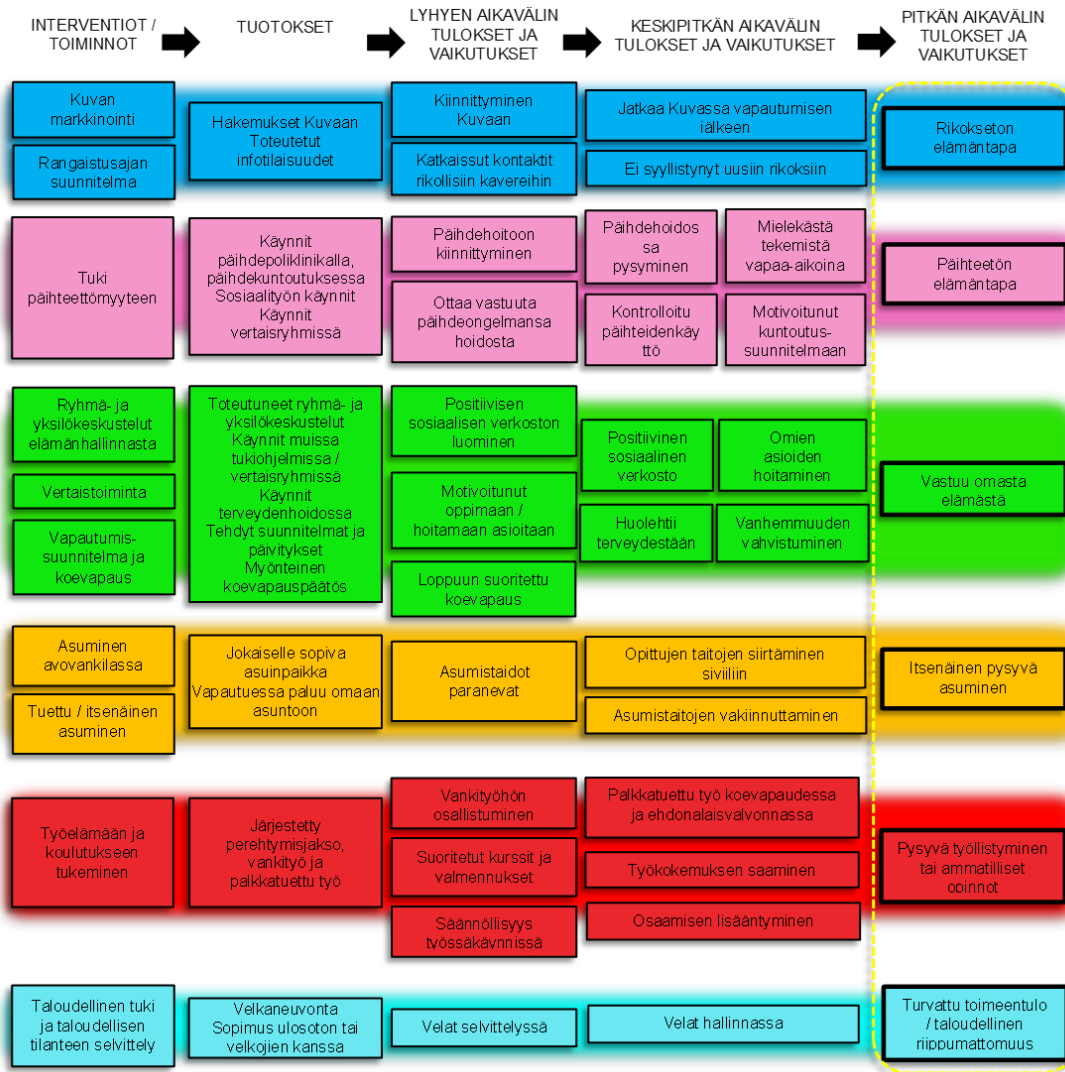 INTERVENTIOT /
TOIMINNOT
TUOTOKSET
LYHYEN AIKAVÄLIN
TULOKSET JA
VAIKUTUKSET
KESKIPITKÄN AIKAVÄLIN
TULOKSET JA VAIKUTUKSET
PITKÄN AIKAVÄLIN
TULOKSET JA
VAIKUTUKSET
Kuvan
markkinointi
Rangaistusajan
suunnitelma
Hakemukset Kuvaan
Toteutetut
infotilaisuudet
Kiinnittyminen
Kuvaan
Katkaissut kontaktit
rikollisiin kavereihin
Jatkaa Kuvassa vapautumisen
jälkeen
Ei syyllistynyt uusiin rikoksiin
Rikokseton
elämäntapa
Tuki
päihteettömyyteen
Käynnit
päihdepoliklinikalla,
päihdekuntoutuksessa
Sosiaalityön käynnit
Käynnit
vertaisryhmissä
Päihdehoitoon
kiinnittyminen
Ottaa vastuuta
päihdeongelmansa
hoidosta
Päihdehoidos
sa
pysyminen
Mielekästä
tekemistä
vapaa-aikoina
Kontrolloitu
päihteidenkäy
ttö
Motivoitunut
kuntoutus-
suunnitelmaan
Päihteetön
elämäntapa
Ryhmä- ja
yksilökeskustelut
elämänhallinnasta
Vertaistoiminta
Vapautumis-
suunnitelma ja
koevapaus
Toteutuneet ryhmä- ja
yksilökeskustelut
Käynnit muissa
tukiohjelmissa /
vertaisryhmissä
Käynnit
terveydenhoidossa
Tehdyt suunnitelmat ja
päivitykset
Myönteinen
koevapauspäätös
Positiivisen
sosiaalisen verkoston
luominen
Motivoitunut
oppimaan /
hoitamaan asioitaan
Loppuun suoritettu
koevapaus
Positiivinen
sosiaalinen
verkosto
Omien
asioiden
hoitaminen
Huolehtii
terveydestään
Vanhemmuuden
vahvistuminen
Vastuu omasta
elämästä
Asuminen
avovankilassa
Tuettu / itsenäinen
asuminen
Jokaiselle sopiva
asuinpaikka
Vapautuessa paluu omaan
asuntoon
Asumistaidot
paranevat
Opittujen taitojen siirtäminen
siviiliin
Asumistaitojen vakiinnuttaminen
Itsenäinen pysyvä
asuminen
Työelämään ja
koulutukseen
tukeminen
Järjestetty
perehtymisjakso,
vankityö ja
palkkatuettu työ
Vankityöhön
osallistuminen
Suoritetut kurssit ja
valmennukset
Säännöllisyys
työssäkäynnissä
Palkkatuettu työ koevapaudessa
ja ehdonalaisvalvonnassa
Työkokemuksen saaminen
Osaamisen lisääntyminen
Pysyvä työllistyminen
tai ammatilliset
opinnot
Taloudellinen tuki
ja taloudellisen
tilanteen selvittely
Velkaneuvonta
Sopimus ulosoton tai
velkojien kanssa
Velat selvittelyssä
Velat hallinnassa
Turvattu toimeentulo
/ taloudellinen
riippumattomuus